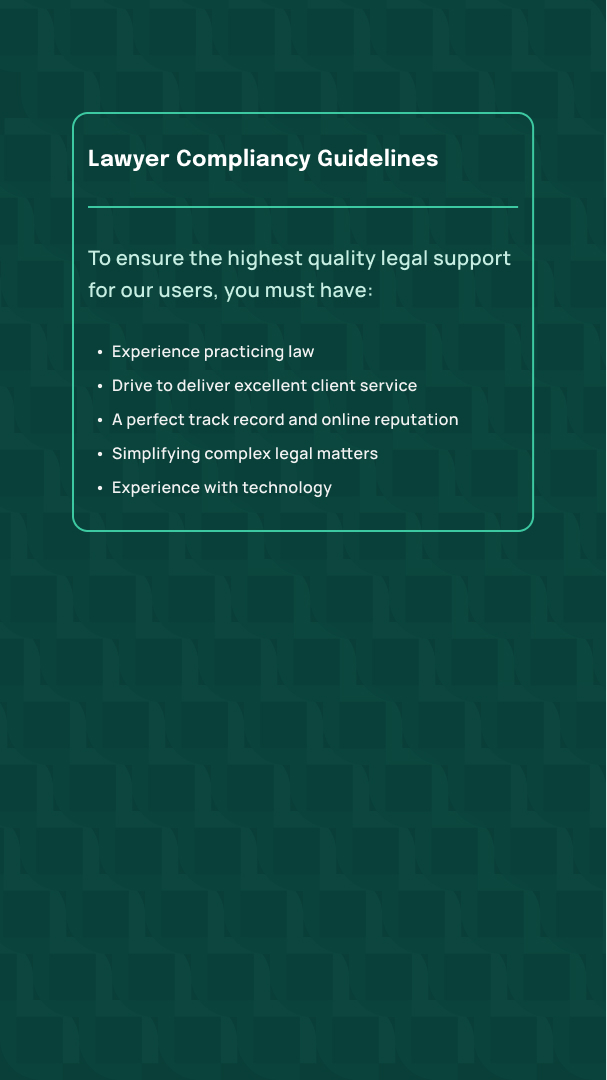 Lawyer Compliancy Guidelines
To ensure the highest quality legal support
for our users, you must have:
• Experience practicing law
• Drive to deliver excellent client service
• A perfect track record and online reputation
• Simplifying complex legal matters
• Experience with technology